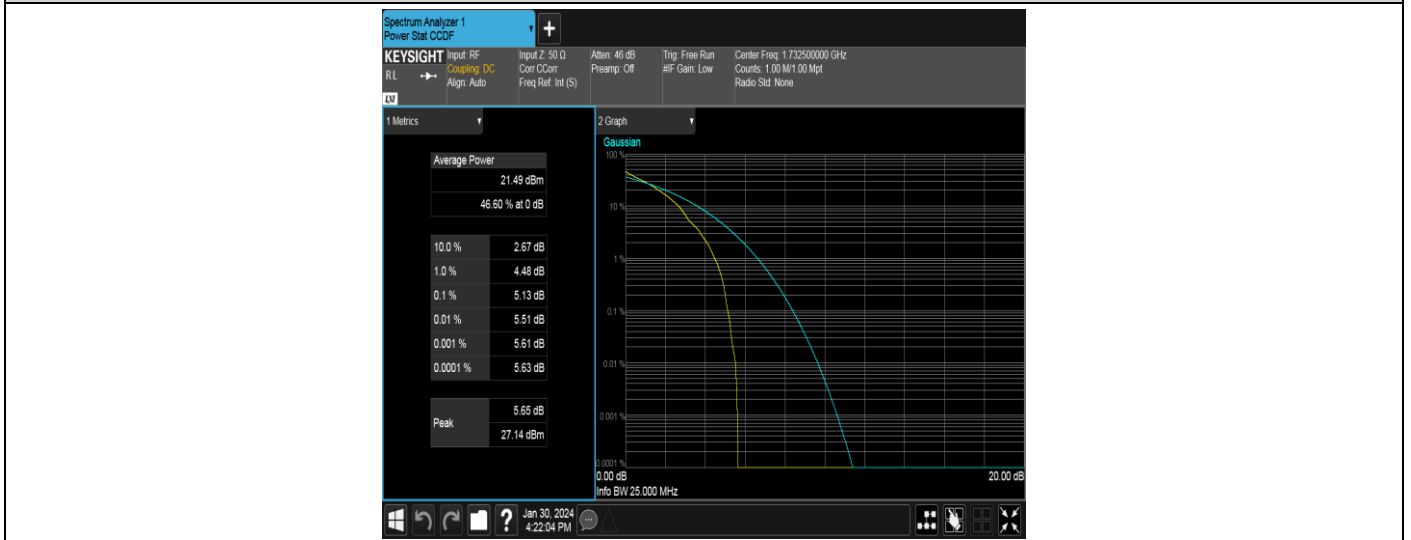 Spectrum Analyzer 1
Power Stat CCDF
+
KEYSIGHT
RL
LXI
Input: RF
Coupling: DC
Align: Auto
Input Z: 50 Ω
Corr CCorr
Freq Ref: Int (S)
Atten: 46 dB
Preamp: Off
Trig: Free Run
#IF Gain: Low
Center Freq: 1.732500000 GHz
Counts: 1.00 M/1.00 Mpt
Radio Std: None
1 Metrics
Average Power
21.49 dBm
46.60 % at 0 dB
10.0 % 2.67 dB
1.0 % 4.48 dB
0.1 % 5.13 dB
0.01 % 5.51 dB
0.001 % 5.61 dB
0.0001 % 5.63 dB
Peak
5.65 dB
27.14 dBm
2 Graph
Gaussian
100 %
10 %
1 %
0.1 %
0.01 %
0.001 %
0.0001 %
0.00 dB 20.00 dB
Info BW 25.000 MHz
?
Jan 30, 2024
4:22:04 PM